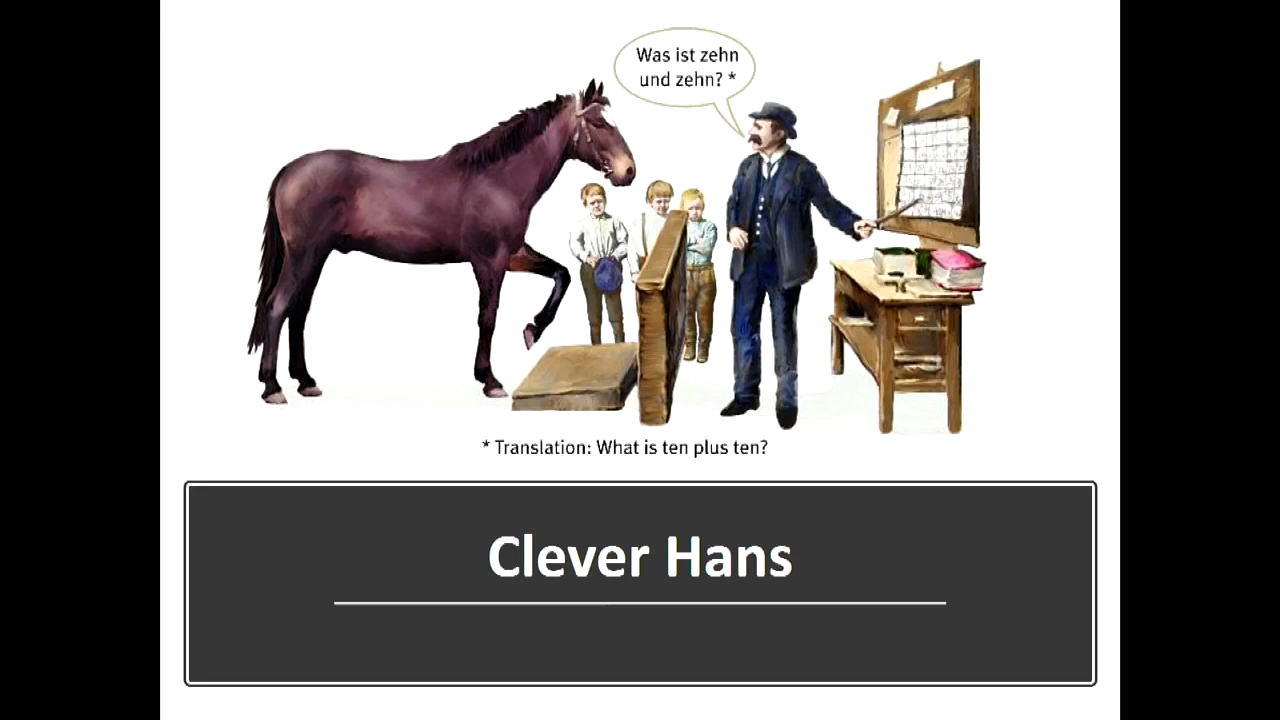 Was ist zehn
und zehn? *
* Translation: What is ten plus ten?
Clever Hans